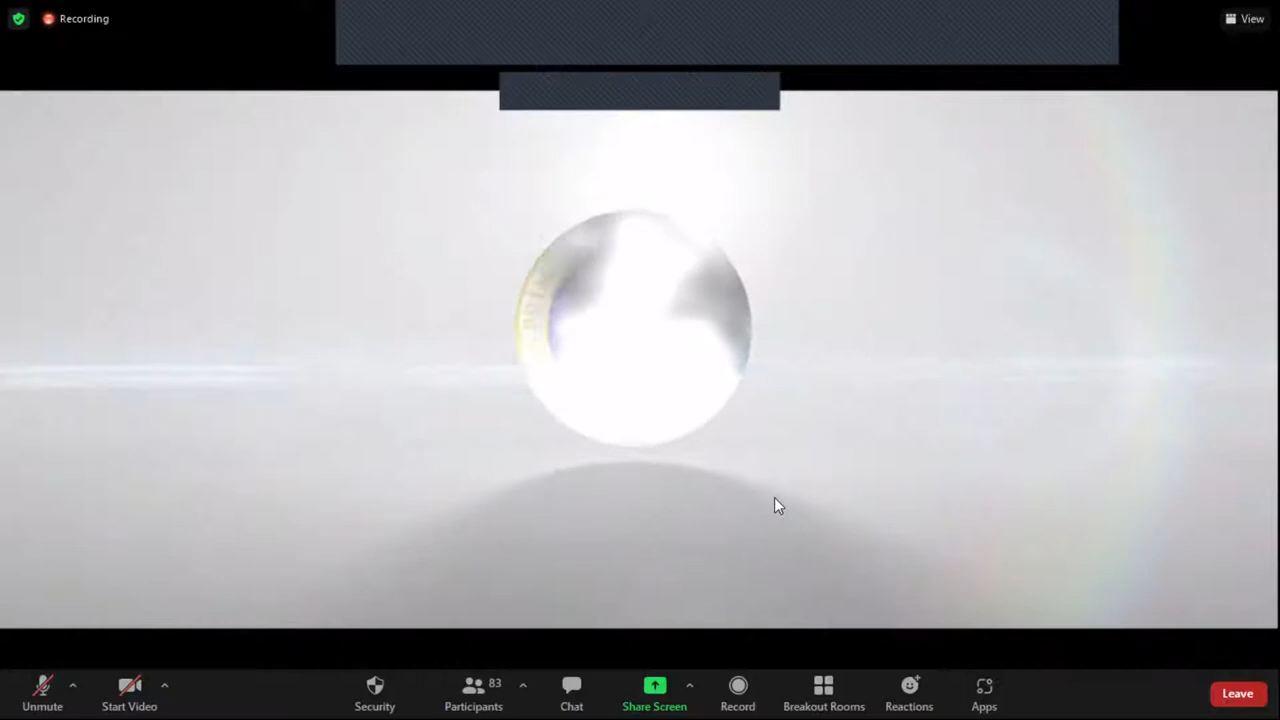 Recording
View
83
Unmute
Start Video
Security
Participants
Chat
Share Screen
Record
Breakout Rooms
Reactions
Apps
Leave